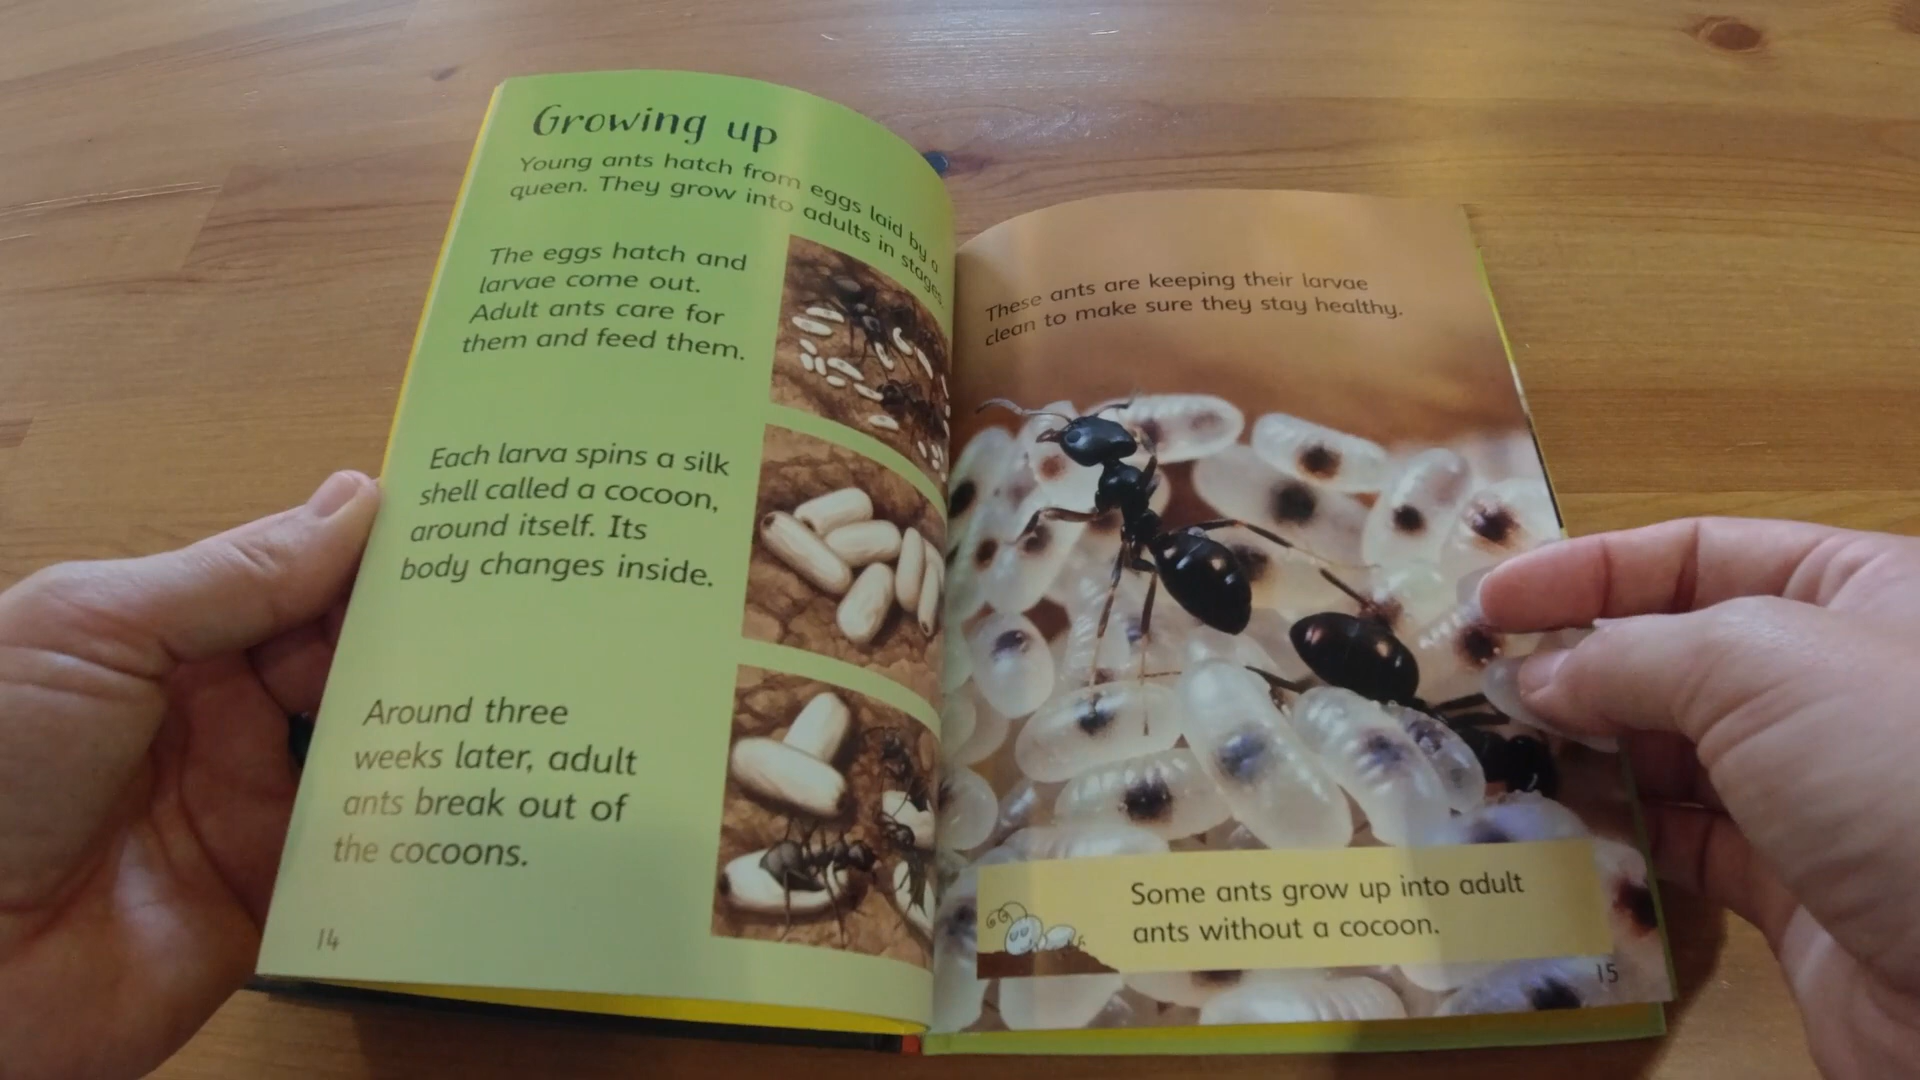 Growing up
Young ants hatch from eggs laid by a
queen. They grow into adults in stages.
The eggs hatch and
larvae come out.
Adult ants care for
them and feed them.
Each larva spins a silk
shell called a cocoon,
around itself. Its
body changes inside.
Around three
weeks later, adult
ants break out of
the cocoons.
14
These ants are keeping their larvae
clean to make sure they stay healthy.
Some ants grow up into adult
ants without a cocoon.
15